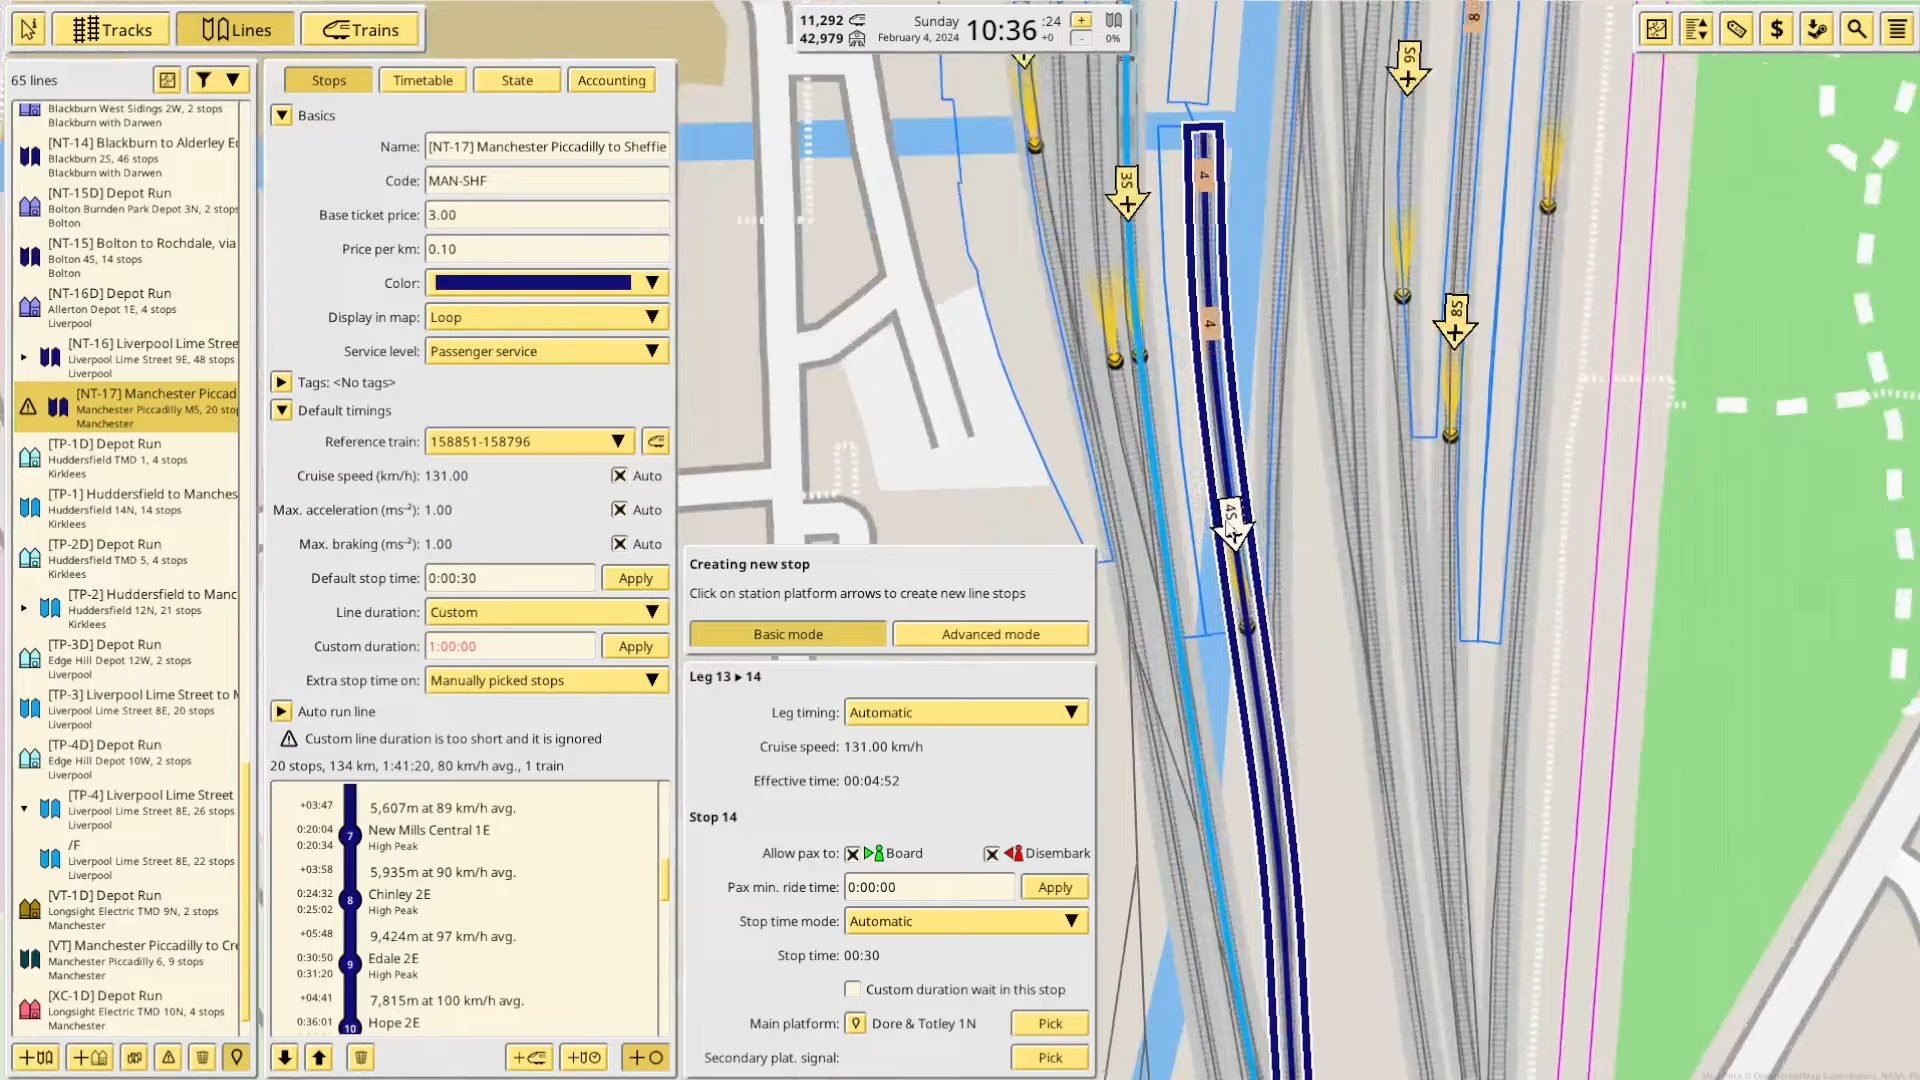 Tracks
Lines
Trains
11,292
42,979
Sunday
February 4, 2024
10:36
:24
+0
+
-
0%
$
65 lines
Blackburn West Sidings 2W, 2 stops
Blackburn with Darwen
[NT-14] Blackburn to Alderley Ed
Blackburn 2S, 46 stops
Blackburn with Darwen
[NT-15D] Depot Run
Bolton Burnden Park Depot 3N, 2 stops
Bolton
[NT-15] Bolton to Rochdale, via
Bolton 4S, 14 stops
Bolton
[NT-16D] Depot Run
Allerton Depot 1E, 4 stops
Liverpool
[NT-16] Liverpool Lime Stree
Liverpool Lime Street 9E, 48 stops
Liverpool
[NT-17] Manchester Piccad
Manchester Piccadilly M5, 20 stop
Manchester
[TP-1D] Depot Run
Huddersfield TMD 1, 4 stops
Kirklees
[TP-1] Huddersfield to Manches
Huddersfield 14N, 14 stops
Kirklees
[TP-2D] Depot Run
Huddersfield TMD 5, 4 stops
Kirklees
[TP-2] Huddersfield to Manc
Huddersfield 12N, 21 stops
Kirklees
[TP-3D] Depot Run
Edge Hill Depot 12W, 2 stops
Liverpool
[TP-3] Liverpool Lime Street to M
Liverpool Lime Street 8E, 20 stops
Liverpool
[TP-4D] Depot Run
Edge Hill Depot 10W, 2 stops
Liverpool
[TP-4] Liverpool Lime Street
Liverpool Lime Street 8E, 26 stops
Liverpool
/F
Liverpool Lime Street 8E, 22 stops
Liverpool
[VT-1D] Depot Run
Longsight Electric TMD 9N, 2 stops
Manchester
[VT] Manchester Piccadilly to Cre
Manchester Piccadilly 6, 9 stops
Manchester
[XC-1D] Depot Run
Longsight Electric TMD 10N, 4 stops
Manchester
Stops
Timetable
State
Accounting
Basics
Name: [NT-17] Manchester Piccadilly to Sheffie
Code: MAN-SHF
Base ticket price: 3.00
Price per km: 0.10
Color:
Display in map: Loop
Service level: Passenger service
Tags: <No tags>
Default timings
Reference train: 158851-158796
Cruise speed (km/h): 131.00 Auto
Max. acceleration (ms⁻²): 1.00 Auto
Max. braking (ms⁻²): 1.00 Auto
Default stop time: 0:00:30 Apply
Line duration: Custom
Custom duration: 1:00:00 Apply
Extra stop time on: Manually picked stops
Auto run line
Custom line duration is too short and it is ignored
20 stops, 134 km, 1:41:20, 80 km/h avg., 1 train
+03:47 5,607m at 89 km/h avg.
0:20:04 7 New Mills Central 1E
0:20:34 High Peak
+03:58 5,935m at 90 km/h avg.
0:24:32 8 Chinley 2E
0:25:02 High Peak
+05:48 9,424m at 97 km/h avg.
0:30:50 9 Edale 2E
0:31:20 High Peak
+04:41 7,815m at 100 km/h avg.
0:36:01 10 Hope 2E
Creating new stop
Click on station platform arrows to create new line stops
Basic mode
Advanced mode
Leg 13 ▸ 14
Leg timing: Automatic
Cruise speed: 131.00 km/h
Effective time: 00:04:52
Stop 14
Allow pax to: Board Disembark
Pax min. ride time: 0:00:00 Apply
Stop time mode: Automatic
Stop time: 00:30
Custom duration wait in this stop
Main platform: Dore & Totley 1N Pick
Secondary plat. signal: Pick
3S
4
4
4S
8
8S